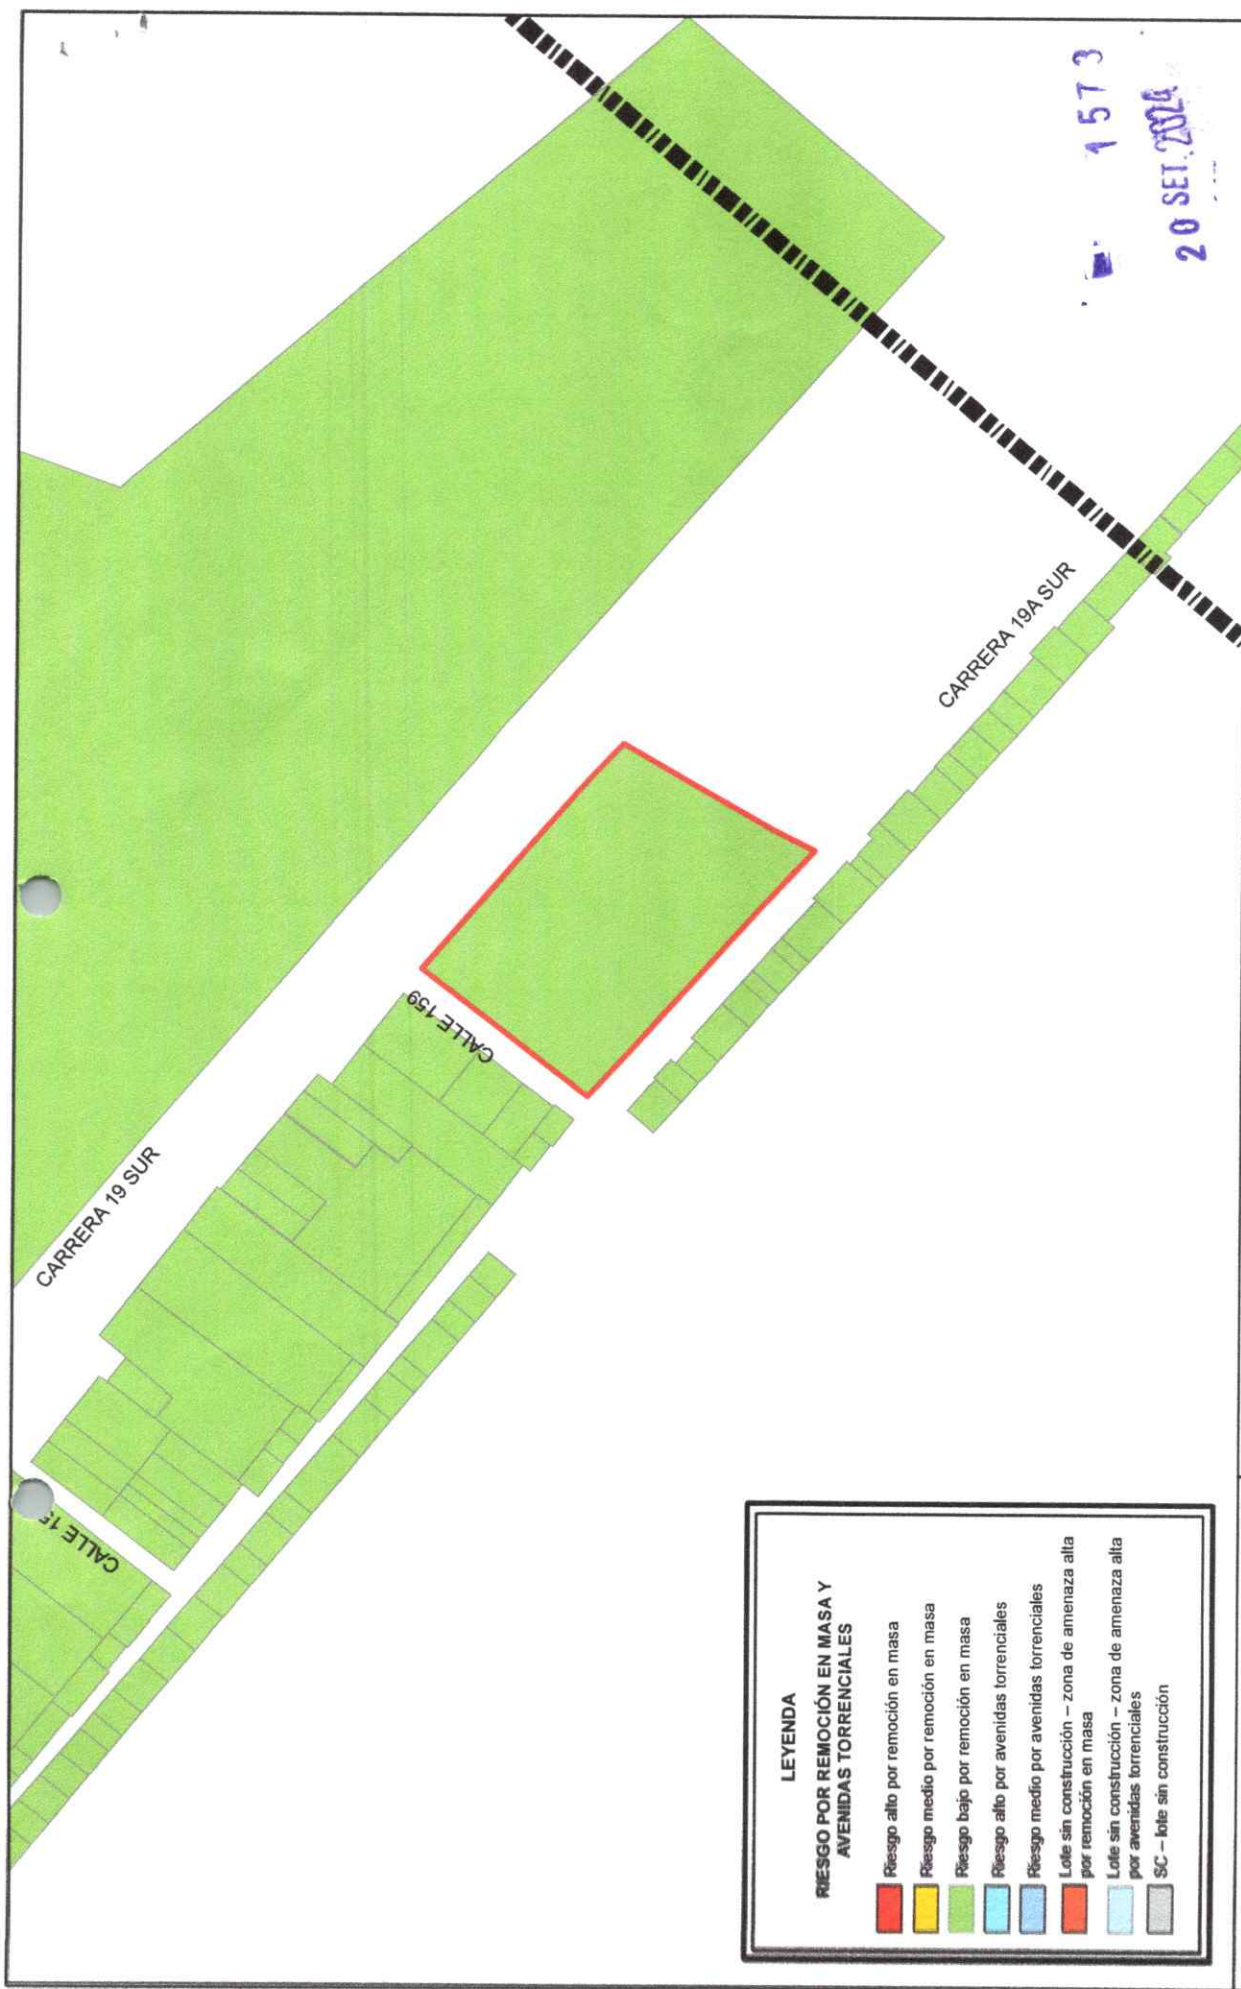 1573
20 SET. 2024
CARRERA 19 SUR
CALLE 159
CARRERA 19A SUR
CALLE 15
LEYENDA
RIESGO POR REMOCIÓN EN MASA Y
AVENIDAS TORRENCIALES
Riesgo alto por remoción en masa
Riesgo medio por remoción en masa
Riesgo bajo por remoción en masa
Riesgo alto por avenidas torrenciales
Riesgo medio por avenidas torrenciales
Lote sin construcción – zona de amenaza alta
por remoción en masa
Lote sin construcción – zona de amenaza alta
por avenidas torrenciales
SC – lote sin construcción